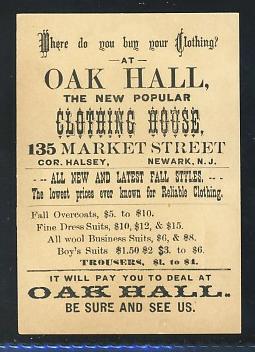 Where do you buy your Clothing?
— AT —
OAK HALL,
THE NEW POPULAR
CLOTHING HOUSE,
135 MARKET STREET
COR. HALSEY, NEWARK, N.J.
ALL NEW AND LATEST FALL STYLES.
The lowest prices ever known for Reliable Clothing.
Fall Overcoats, $5. to $10.
Fine Dress Suits, $10, $12, & $15.
All wool Business Suits, $6, & $8.
Boy's Suits $1.50 $2 $3. to $6.
TROUSERS, $1. to $4.
IT WILL PAY YOU TO DEAL AT
OAK HALL.
BE SURE AND SEE US.